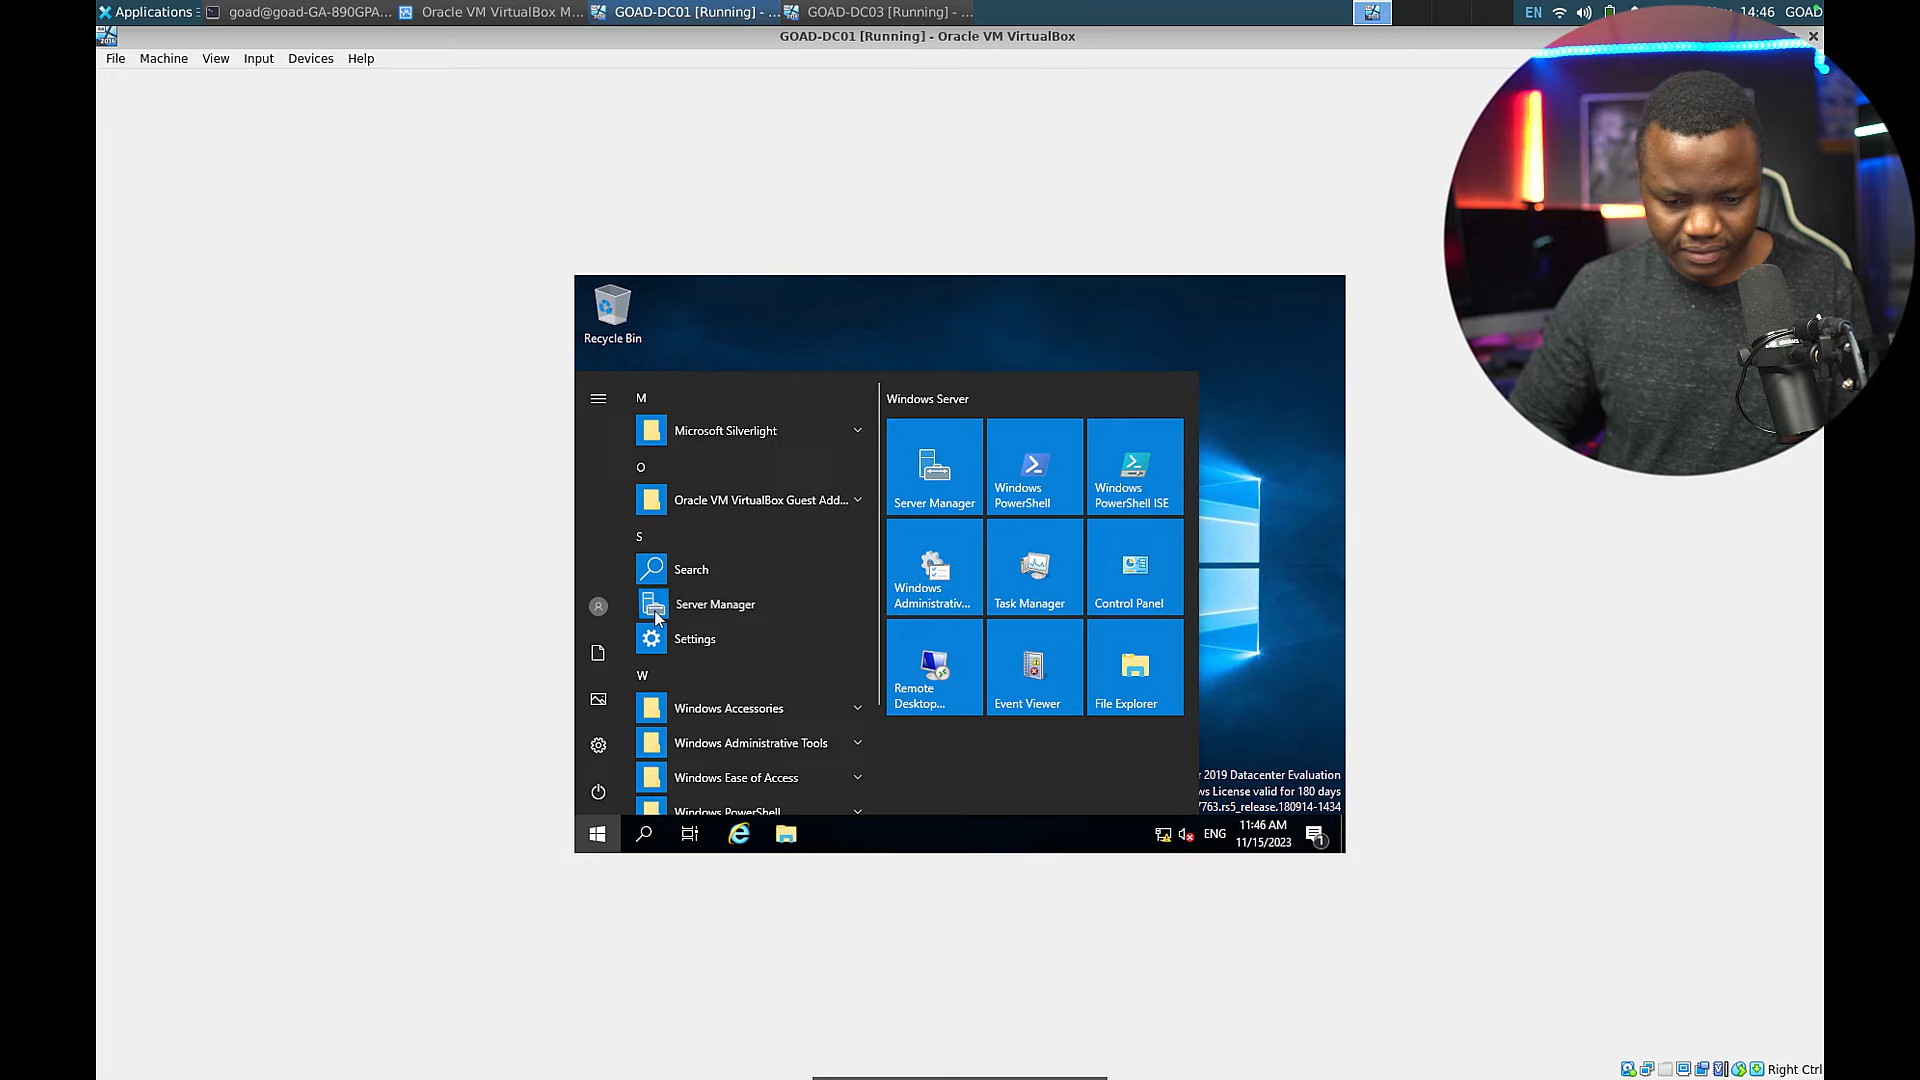 Applications
goad@goad-GA-890GPA...
Oracle VM VirtualBox M...
GOAD-DC01 [Running] - ...
GOAD-DC03 [Running] - ...
EN
14:46
GOAD
GOAD-DC01 [Running] - Oracle VM VirtualBox
File
Machine
View
Input
Devices
Help
Recycle Bin
M
Microsoft Silverlight
O
Oracle VM VirtualBox Guest Add...
S
Search
Server Manager
Settings
W
Windows Accessories
Windows Administrative Tools
Windows Ease of Access
Windows PowerShell
Windows Server
Server Manager
Windows
PowerShell
Windows
PowerShell ISE
Windows
Administrativ...
Task Manager
Control Panel
Remote
Desktop...
Event Viewer
File Explorer
2019 Datacenter Evaluation
License valid for 180 days
7763.rs5_release.180914-1434
ENG
11:46 AM
11/15/2023
1
Right Ctrl